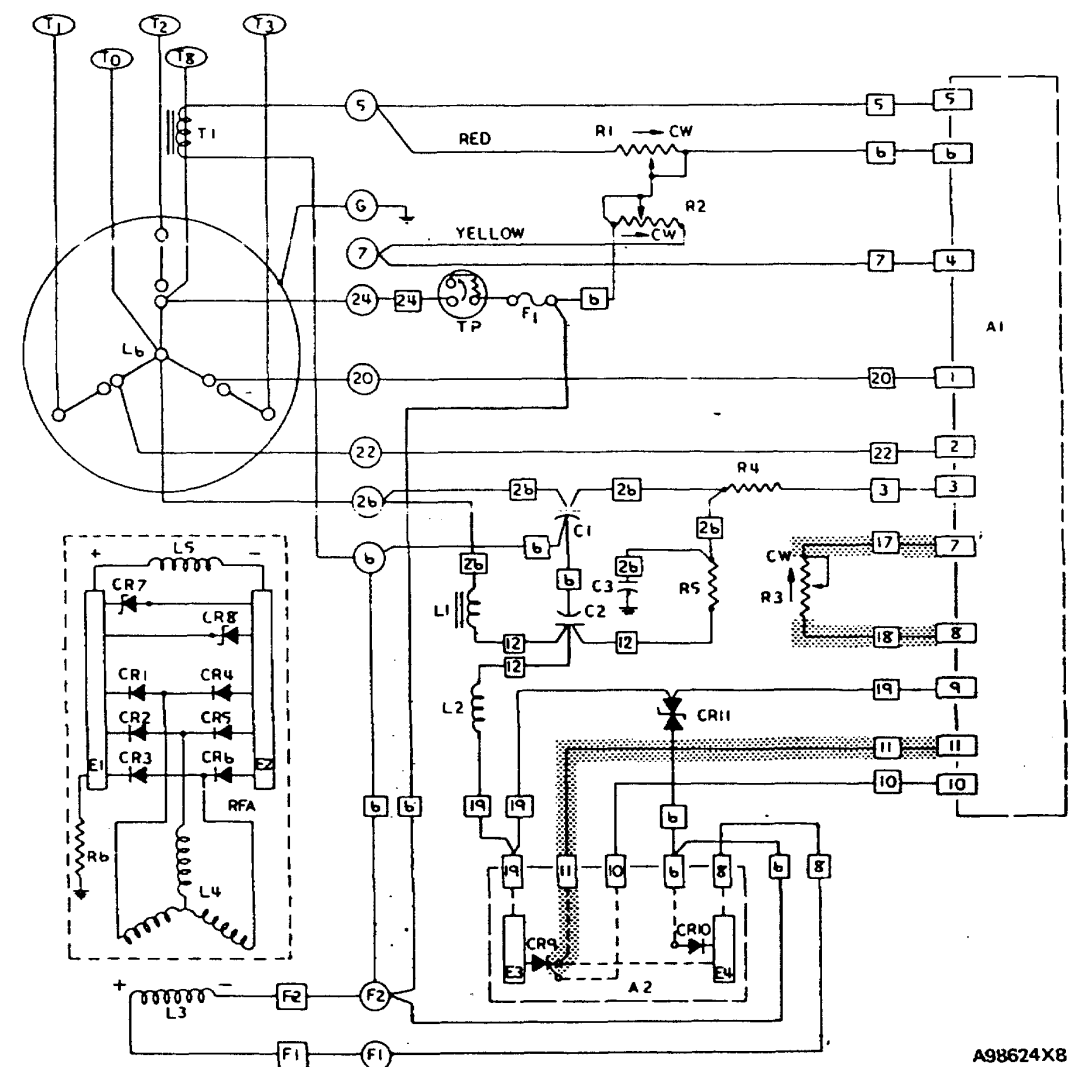 T1 T2 T3
T0 T8
5 5 5
T1
R1 CW
RED 6 6
G R2
YELLOW CW
7 7 4
24 24 6
TP F1
A1
L6
20 20 1
22 22 2
R4
26 26 26 3 3
26
C1
6 6 17 7
CW
26 6 26
C3 R5 R3
L1 C2
12 12 18 8
12
+ L5 -
CR7
CR8
CR1 CR4
CR2 CR5
CR3 CR6
E1 E2
RFA
R6
L4
19 9
L2 CR11
11 11
10 10
6 6 19 19
6
19 11 10 6 8 6 8
CR9 CR10
E3 E4
A2
+ -
L3 F2 F2
F1 F1
A98624X8